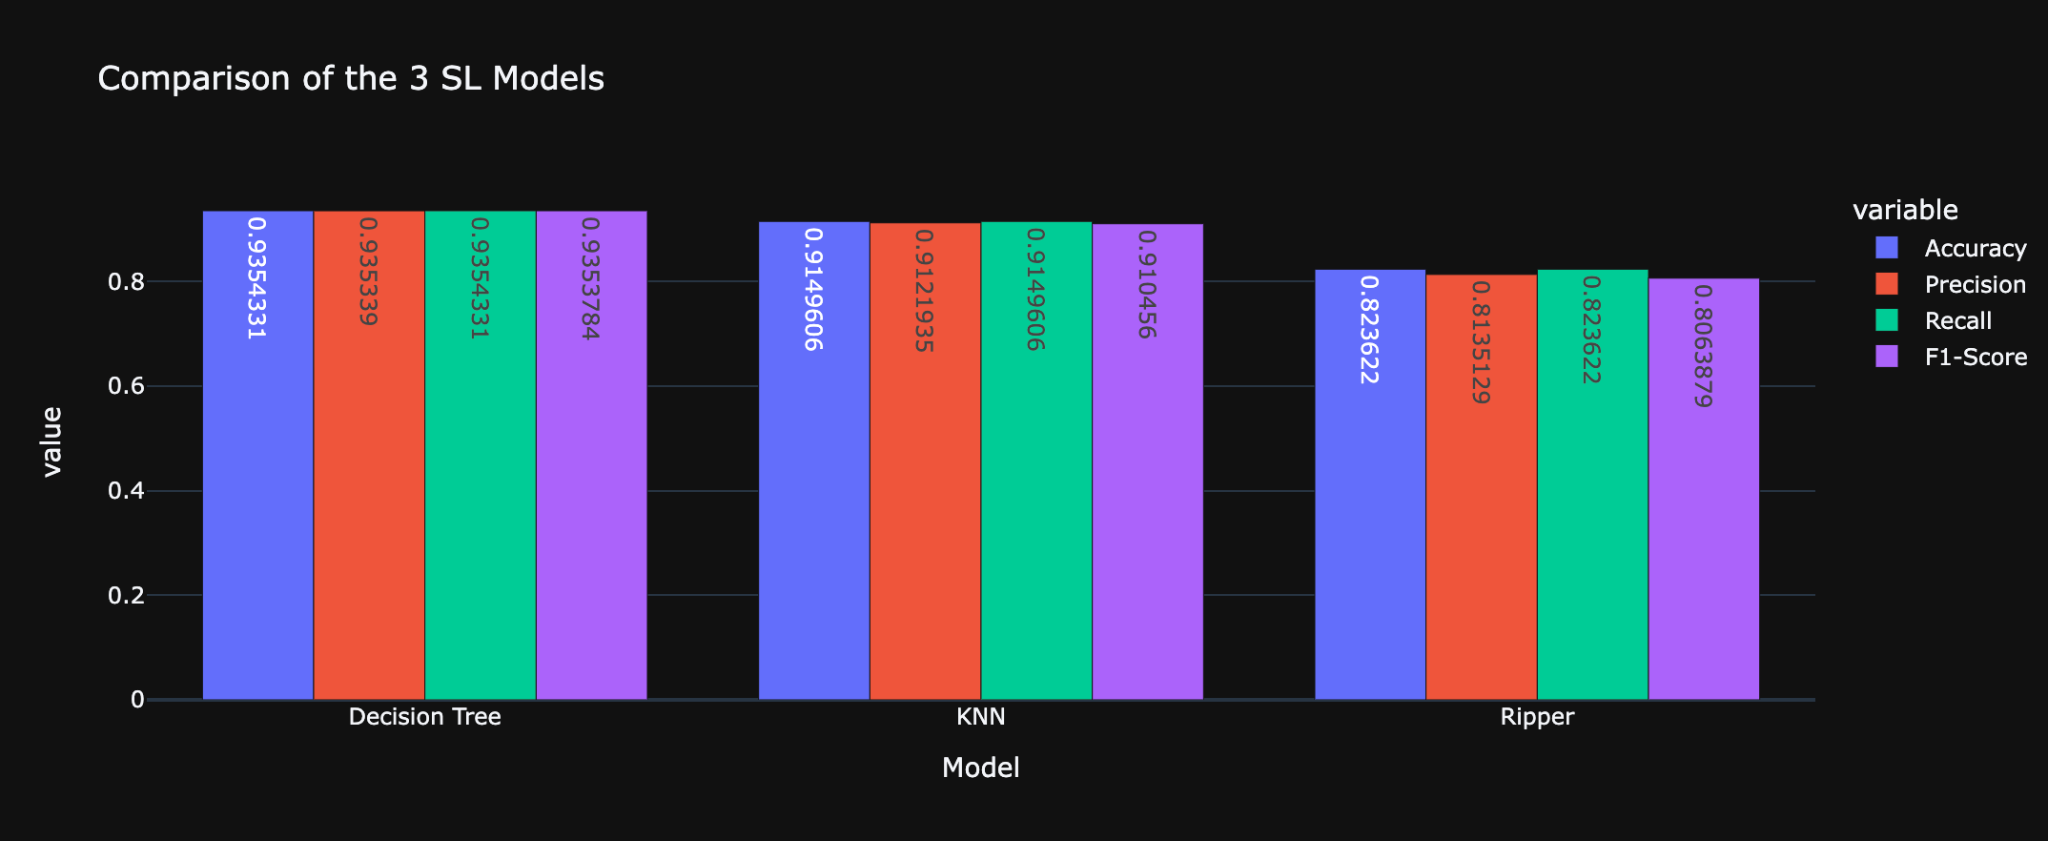 Comparison of the 3 SL Models
variable
Accuracy
Precision
Recall
F1-Score
value
0.8
0.6
0.4
0.2
0
0.9354331
0.935339
0.9354331
0.9353784
0.9149606
0.9121935
0.9149606
0.910456
0.823622
0.8135129
0.823622
0.8063879
Decision Tree
KNN
Ripper
Model